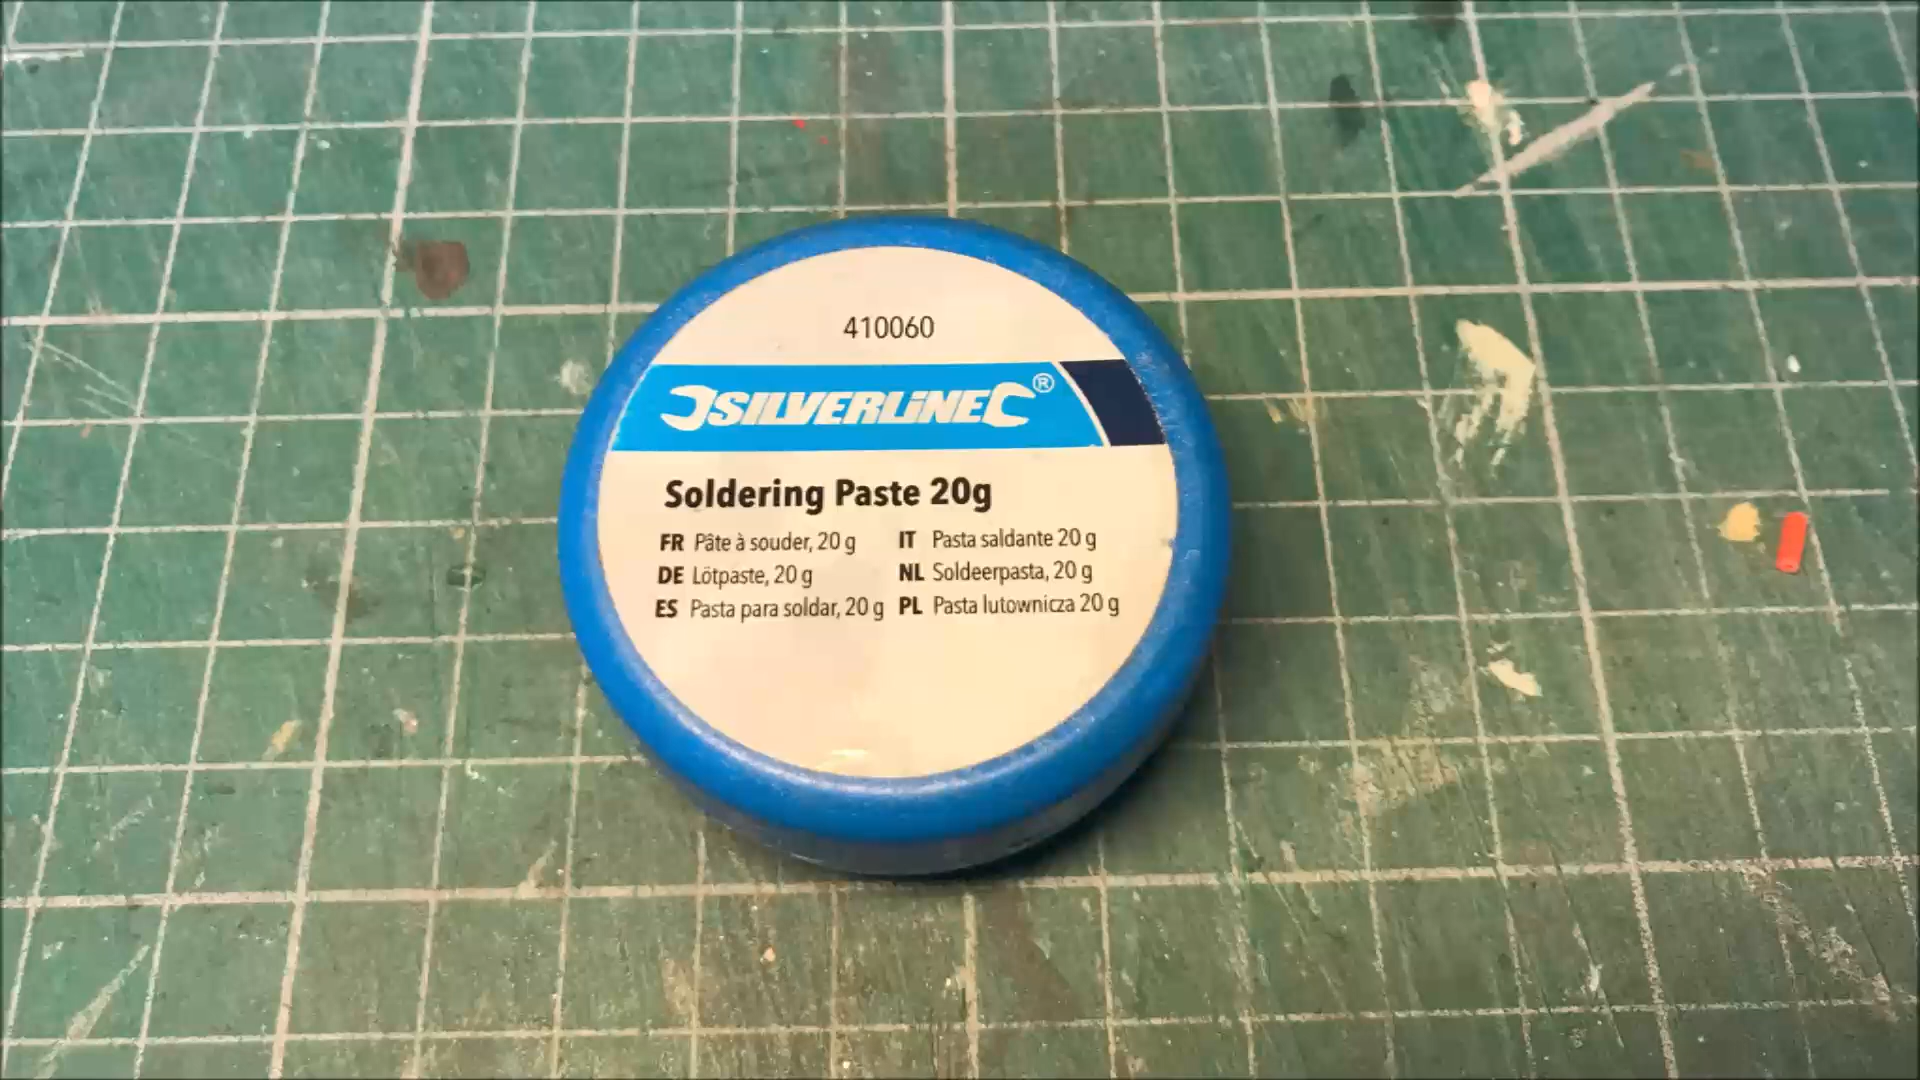 410060
SILVERLINE®
Soldering Paste 20g
FR Pâte à souder, 20 g IT Pasta saldante 20 g
DE Lötpaste, 20 g NL Soldeerpasta, 20 g
ES Pasta para soldar, 20 g PL Pasta lutownicza 20 g